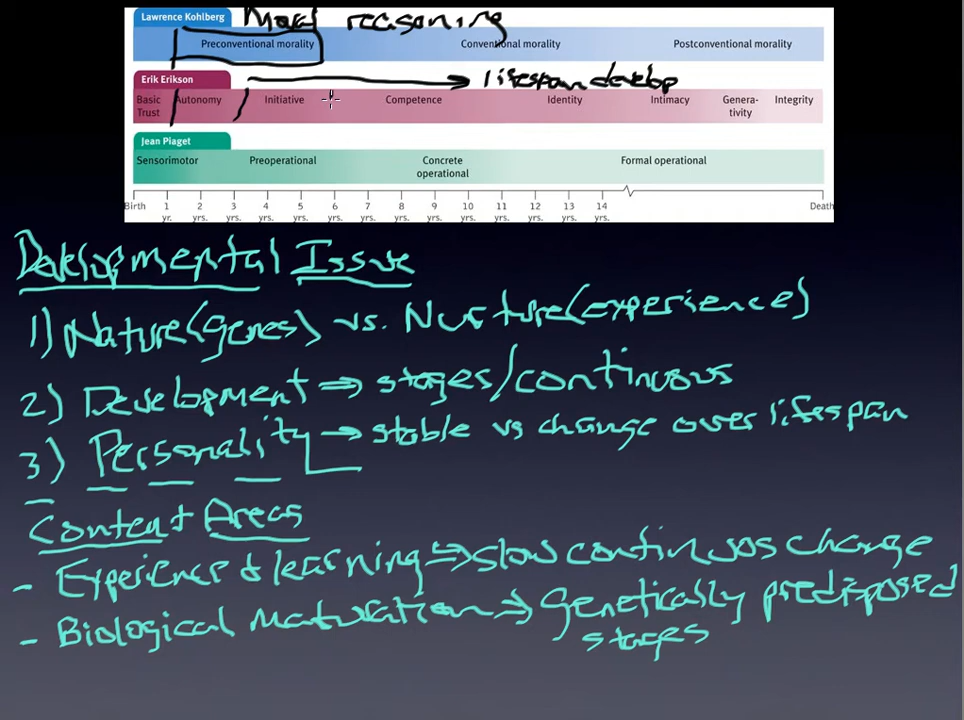 Lawrence Kohlberg Moral reasoning
Preconventional morality Conventional morality Postconventional morality
Erik Erikson lifespan develop
Basic Trust Autonomy Initiative Competence Identity Intimacy Genera-tivity Integrity
Jean Piaget
Sensorimotor Preoperational Concrete operational Formal operational
Birth 1 yr. 2 yrs. 3 yrs. 4 yrs. 5 yrs. 6 yrs. 7 yrs. 8 yrs. 9 yrs. 10 yrs. 11 yrs. 12 yrs. 13 yrs. 14 yrs. Death
Developmental Issue
1) Nature(genes) vs. Nurture(experience)
2) Development ⇒ stages/continuous
3) Personality → stable vs change over lifespan
Content Areas
- Experience & learning ⇒ slow continuos change
- Biological Maturation ⇒ genetically predisposed
stages